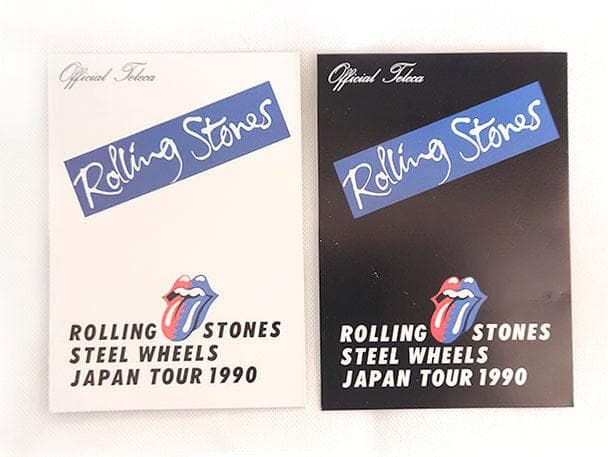 Official Teleca
Rolling Stones
ROLLING STONES
STEEL WHEELS
JAPAN TOUR 1990
Official Teleca
Rolling Stones
ROLLING STONES
STEEL WHEELS
JAPAN TOUR 1990